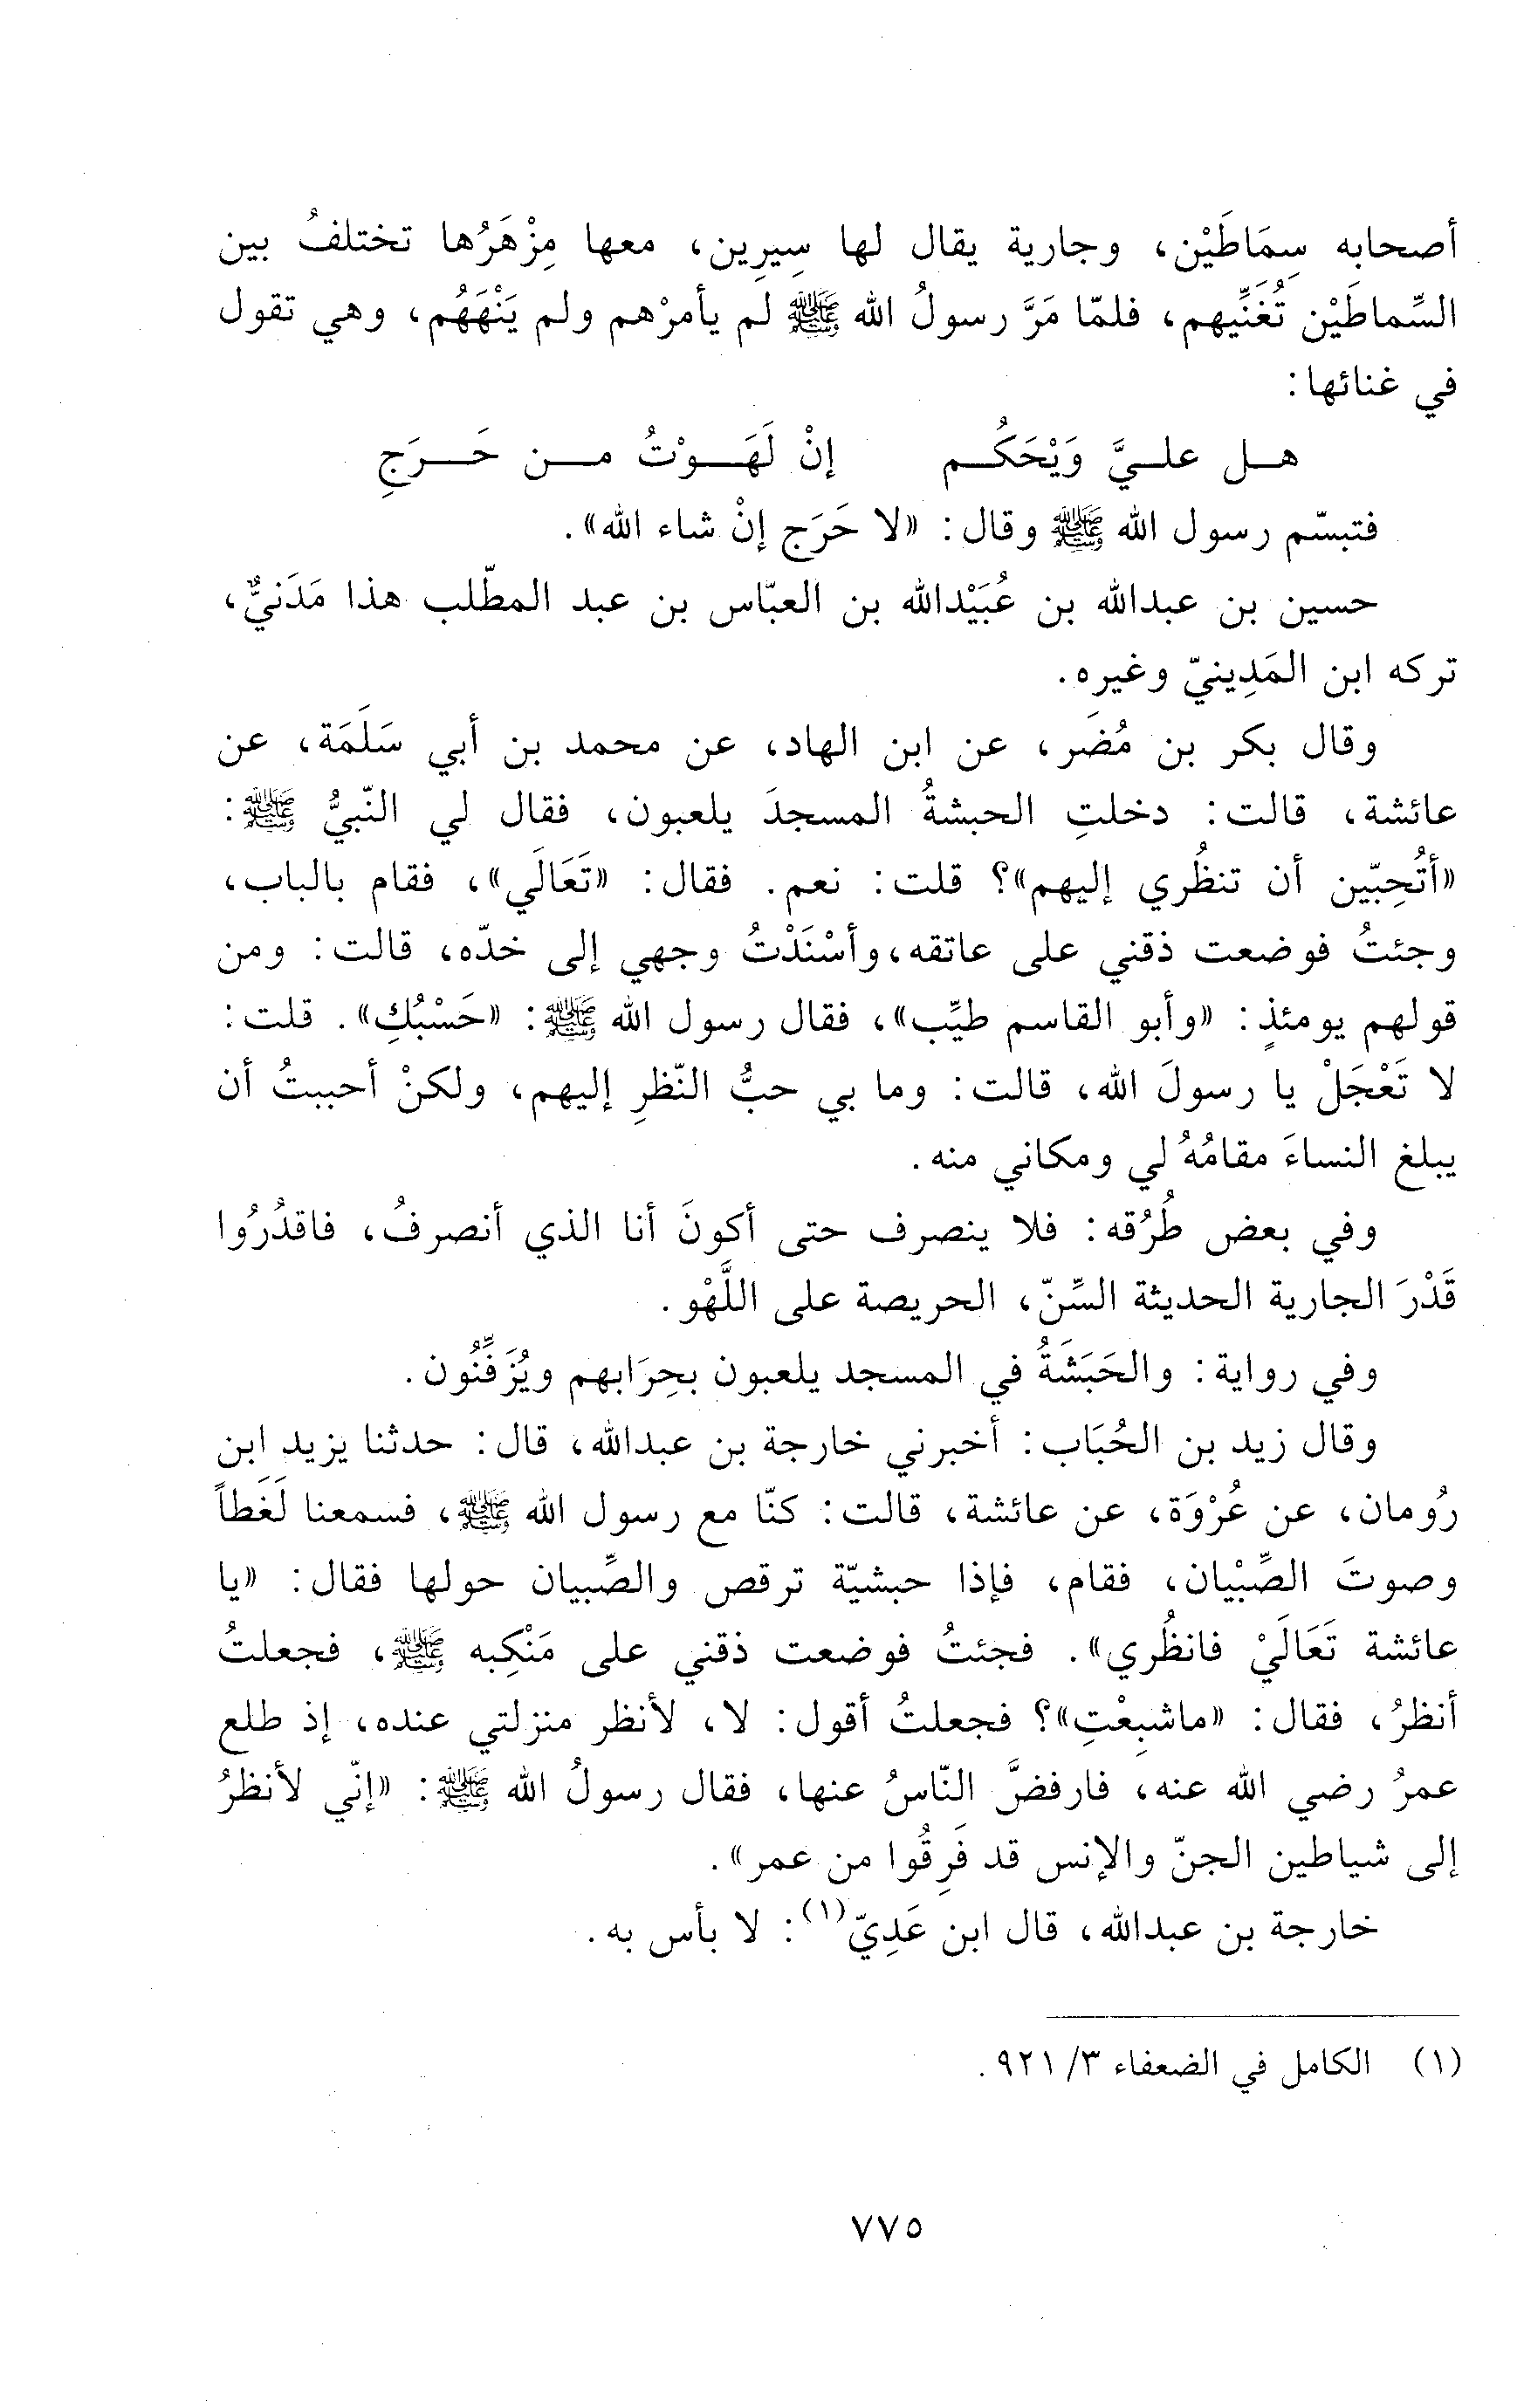 أصحابه سِمَاطَيْن، وجارية يقال لها سِيرِين، معها مِزْهَرُها تختلفُ بين
السِّماطَيْن تُغَنِّيهم، فلمّا مَرَّ رسولُ الله ﷺ لم يأمرْهم ولم يَنْهَهُم، وهي تقول
في غنائها:
هـل علـيَّ وَيْحَكُـم إنْ لَهَـوْتُ مـن حَـرَجِ
فتبسّم رسول الله ﷺ وقال: «لا حَرَج إنْ شاء الله».
حسين بن عبدالله بن عُبَيْدالله بن العبّاس بن عبد المطّلب هذا مَدَنيٌّ،
تركه ابن المَدِينيّ وغيره.
وقال بكر بن مُضَر، عن ابن الهاد، عن محمد بن أبي سَلَمَة، عن
عائشة، قالت: دخلتِ الحبشةُ المسجدَ يلعبون، فقال لي النّبيُّ ﷺ:
«أتُحِبّين أن تنظُري إليهم»؟ قلت: نعم. فقال: «تَعَالَي»، فقام بالباب،
وجئتُ فوضعت ذقني على عاتقه، وأسْنَدْتُ وجهي إلى خدّه، قالت: ومن
قولهم يومئذٍ: «وأبو القاسم طيِّب»، فقال رسول الله ﷺ: «حَسْبُكِ». قلت:
لا تَعْجَلْ يا رسولَ الله، قالت: وما بي حبُّ النّظرِ إليهم، ولكنْ أحببتُ أن
يبلغ النساءَ مقامُهُ لي ومكاني منه.
وفي بعض طُرُقه: فلا ينصرف حتى أكونَ أنا الذي أنصرفُ، فاقدُرُوا
قَدْرَ الجارية الحديثة السِّنّ، الحريصة على اللَّهْو.
وفي رواية: والحَبَشَةُ في المسجد يلعبون بحِرَابهم ويُزَفِّنُون.
وقال زيد بن الحُبَاب: أخبرني خارجة بن عبدالله، قال: حدثنا يزيد ابن
رُومان، عن عُرْوَة، عن عائشة، قالت: كنّا مع رسول الله ﷺ، فسمعنا لَغَطاً
وصوتَ الصِّبْيان، فقام، فإذا حبشيّة ترقص والصِّبيان حولها فقال: «يا
عائشة تَعَالَيْ فانظُري». فجئتُ فوضعت ذقني على مَنْكِبه ﷺ، فجعلتُ
أنظرُ، فقال: «ماشبِعْتِ»؟ فجعلتُ أقول: لا، لأنظر منزلتي عنده، إذ طلع
عمرُ رضي الله عنه، فارفضَّ النّاسُ عنها، فقال رسولُ الله ﷺ: «إنّي لأنظرُ
إلى شياطين الجنّ والإنس قد فَرِقُوا من عمر».
خارجة بن عبدالله، قال ابن عَدِيّ(١): لا بأس به.
(١) الكامل في الضعفاء ٣/ ٩٢١.
٧٧٥